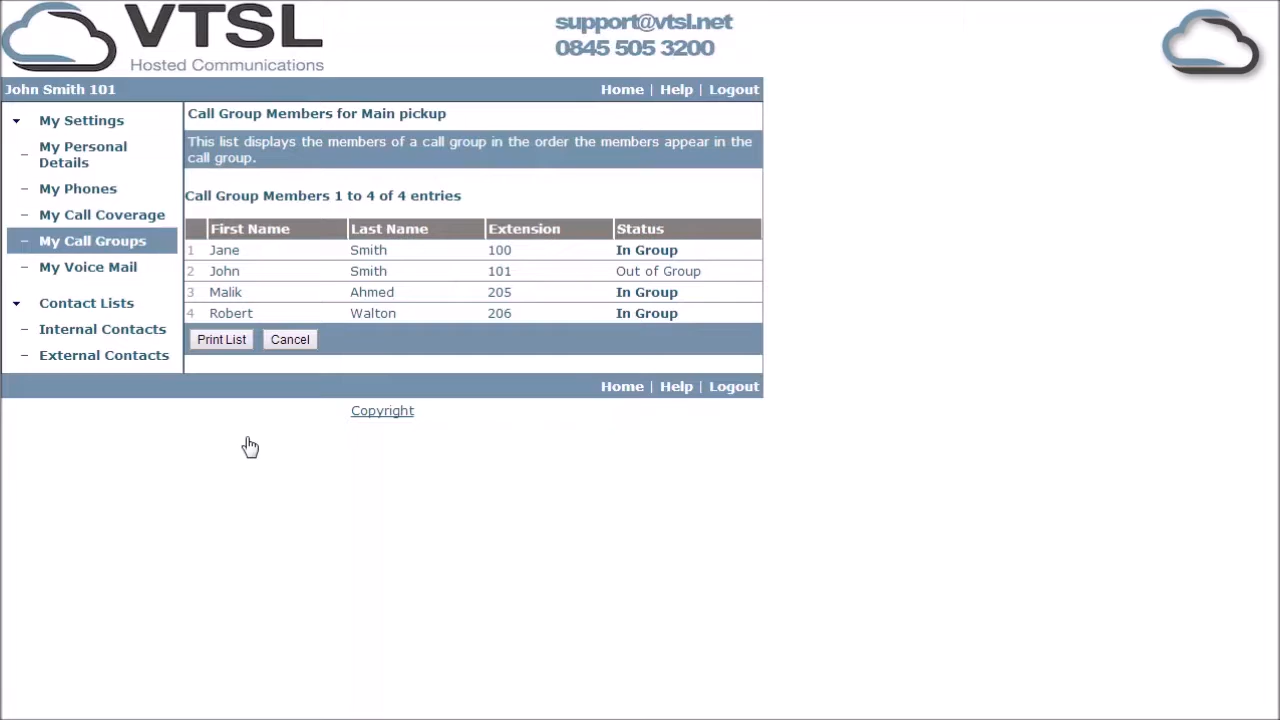 VTSL
Hosted Communications
support@vtsl.net
0845 505 3200
John Smith 101
Home | Help | Logout
My Settings
My Personal
Details
My Phones
My Call Coverage
My Call Groups
My Voice Mail
Contact Lists
Internal Contacts
External Contacts
Call Group Members for Main pickup
This list displays the members of a call group in the order the members appear in the
call group.
Call Group Members 1 to 4 of 4 entries
First Name Last Name Extension Status
1 Jane Smith 100 In Group
2 John Smith 101 Out of Group
3 Malik Ahmed 205 In Group
4 Robert Walton 206 In Group
Print List Cancel
Home | Help | Logout
Copyright